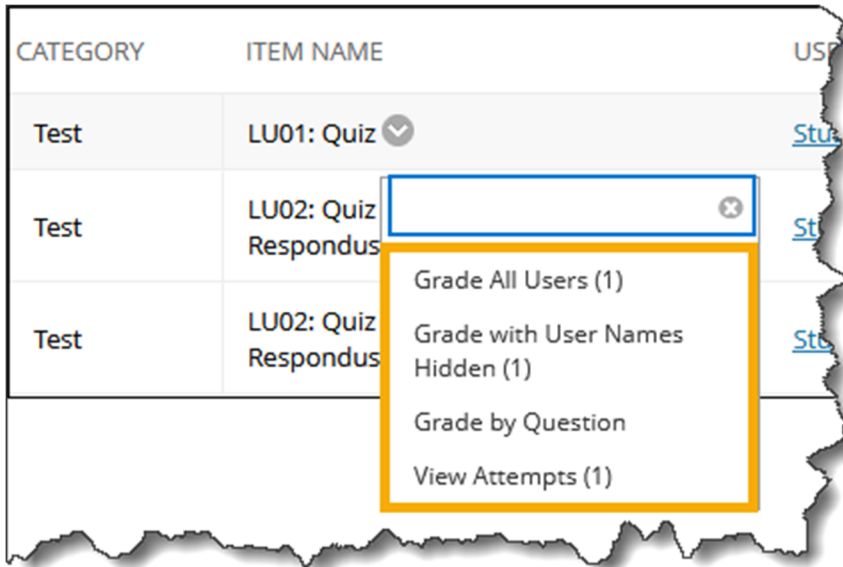 CATEGORY ITEM NAME
Test LU01: Quiz
Test LU02: Quiz
Respondus
Test LU02: Quiz
Respondus
Grade All Users (1)
Grade with User Names
Hidden (1)
Grade by Question
View Attempts (1)